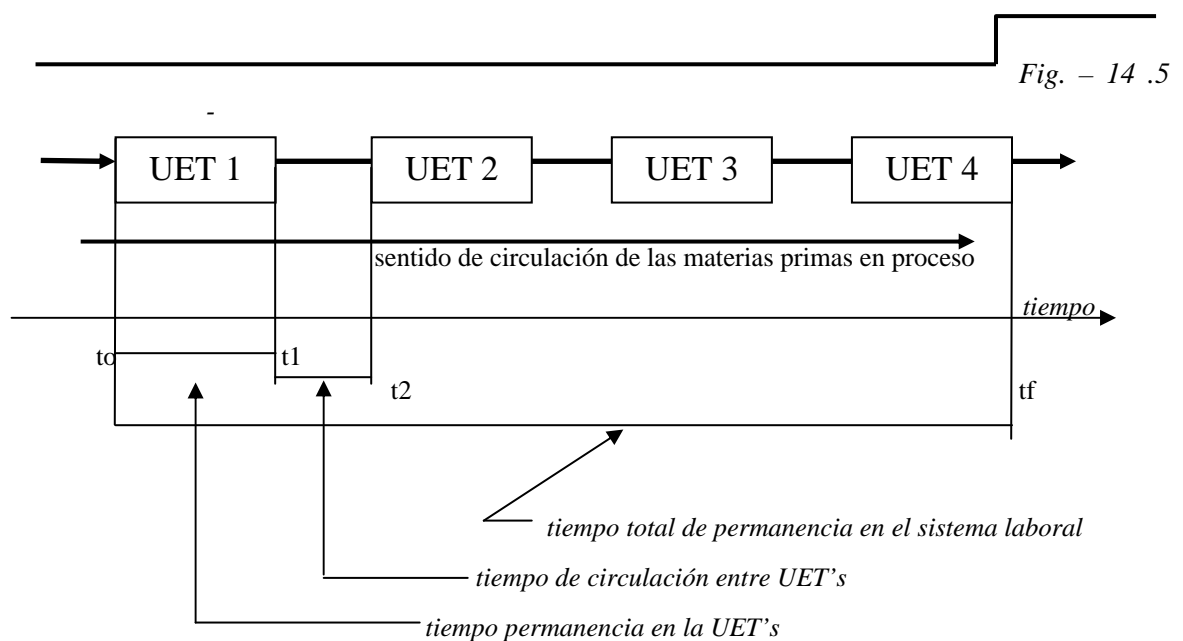 Fig. – 14 .5
-
UET 1 UET 2 UET 3 UET 4
sentido de circulación de las materias primas en proceso
tiempo
to t1
t2 tf
tiempo total de permanencia en el sistema laboral
tiempo de circulación entre UET’s
tiempo permanencia en la UET’s